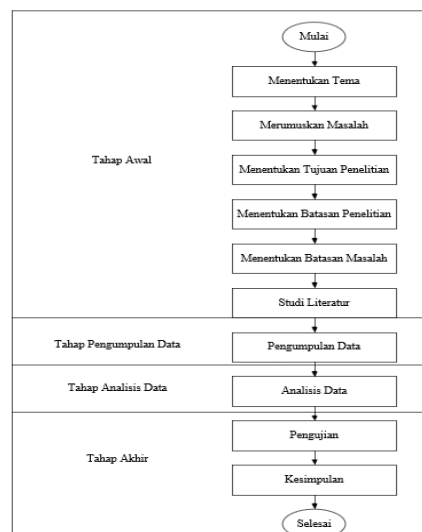 Mulai
Menentukan Tema
Merumuskan Masalah
Tahap Awal
Menentukan Tujuan Penelitian
Menentukan Batasan Penelitian
Menentukan Batasan Masalah
Studi Literatur
Tahap Pengumpulan Data
Pengumpulan Data
Tahap Analisis Data
Analisis Data
Pengujian
Tahap Akhir
Kesimpulan
Selesai